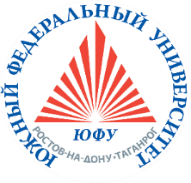 ЮЖНЫЙ ФЕДЕРАЛЬНЫЙ УНИВЕРСИТЕТ
ЮФУ
РОСТОВ-НА-ДОНУ-ТАГАНРОГ